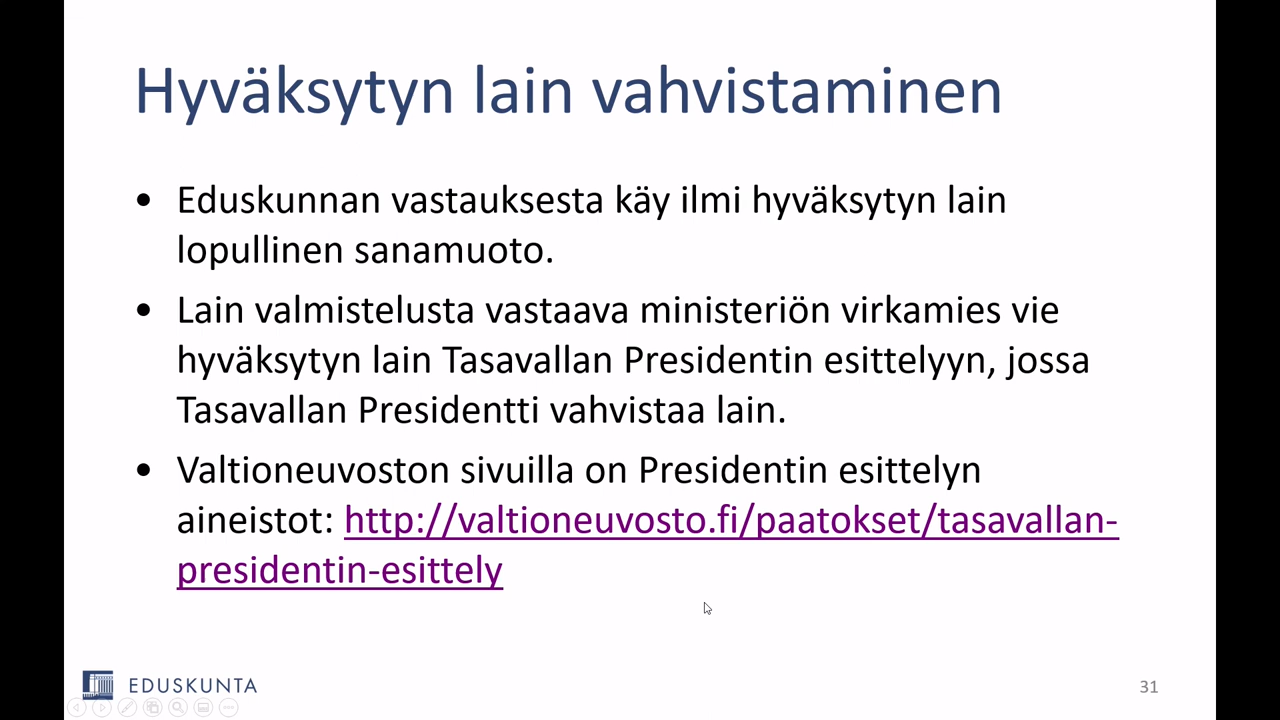 Hyväksytyn lain vahvistaminen
• Eduskunnan vastauksesta käy ilmi hyväksytyn lain
lopullinen sanamuoto.
• Lain valmistelusta vastaava ministeriön virkamies vie
hyväksytyn lain Tasavallan Presidentin esittelyyn, jossa
Tasavallan Presidentti vahvistaa lain.
• Valtioneuvoston sivuilla on Presidentin esittelyn
aineistot: http://valtioneuvosto.fi/paatokset/tasavallan-
presidentin-esittely
EDUSKUNTA
31